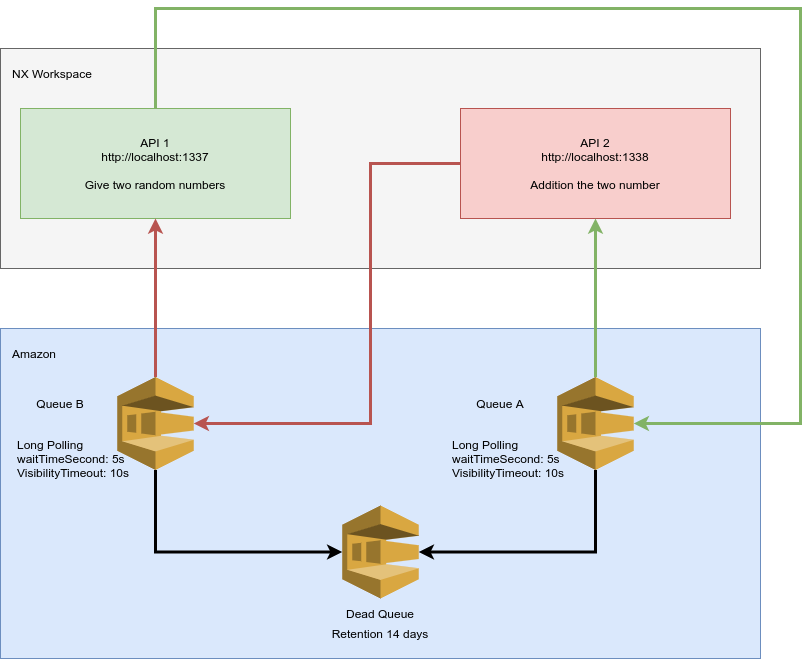 NX Workspace
API 1
http://localhost:1337
Give two random numbers
API 2
http://localhost:1338
Addition the two number
Amazon
Queue B
Long Polling
waitTimeSecond: 5s
VisibilityTimeout: 10s
Queue A
Long Polling
waitTimeSecond: 5s
VisibilityTimeout: 10s
Dead Queue
Retention 14 days